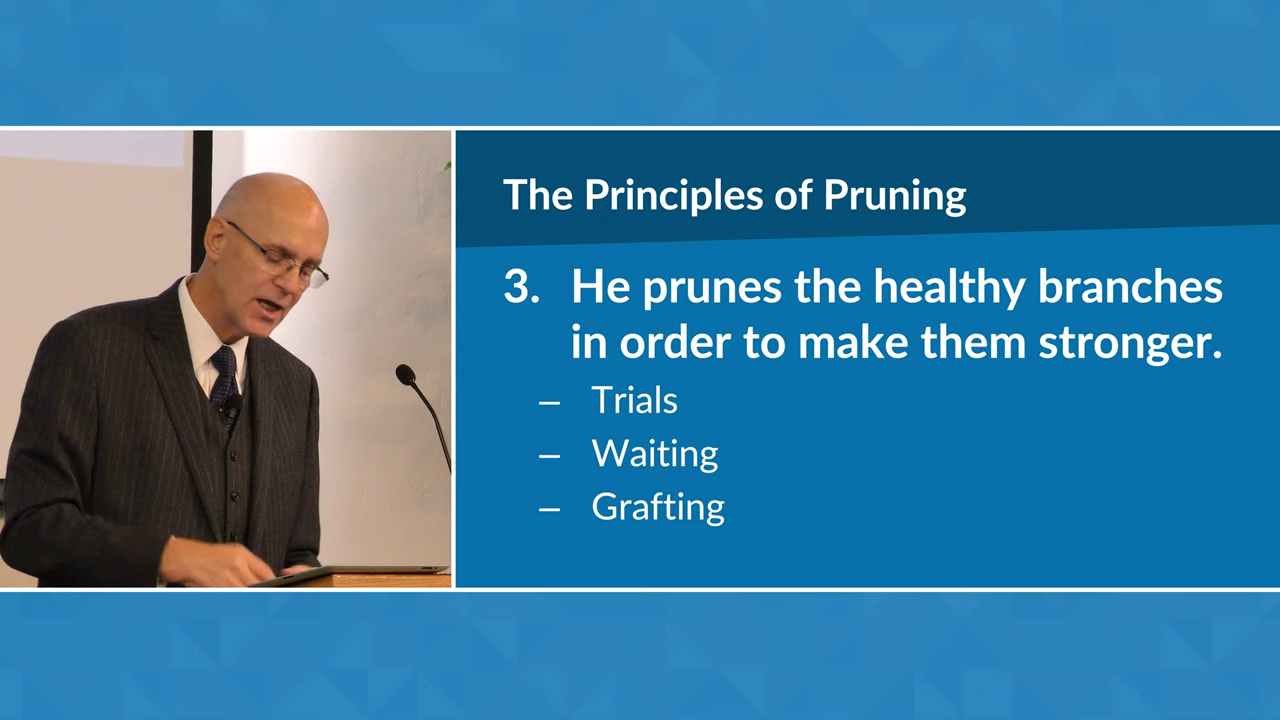 The Principles of Pruning
3. He prunes the healthy branches
in order to make them stronger.
– Trials
– Waiting
– Grafting